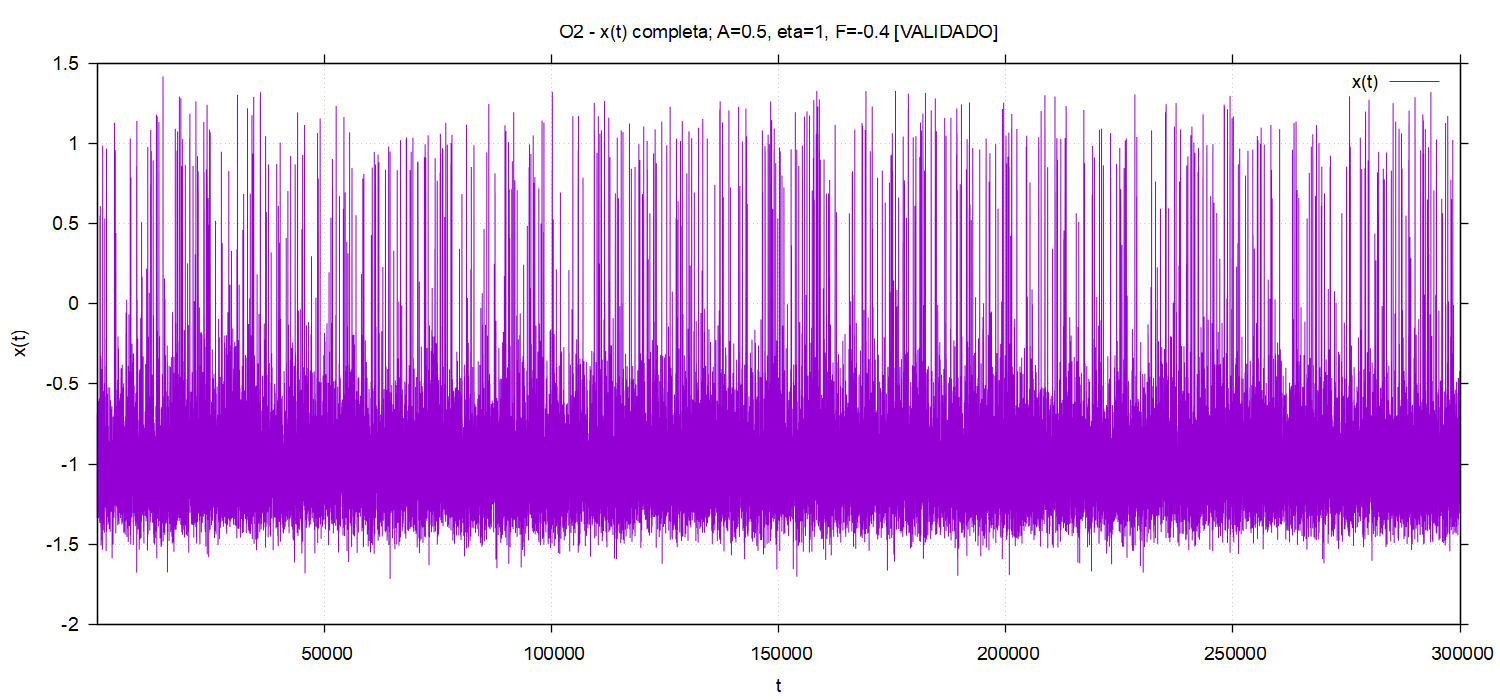 O2 - x(t) completa; A=0.5, eta=1, F=-0.4 [VALIDADO]
x(t)
1.5
1
0.5
0
-0.5
-1
-1.5
-2
x(t)
50000 100000 150000 200000 250000 300000
t